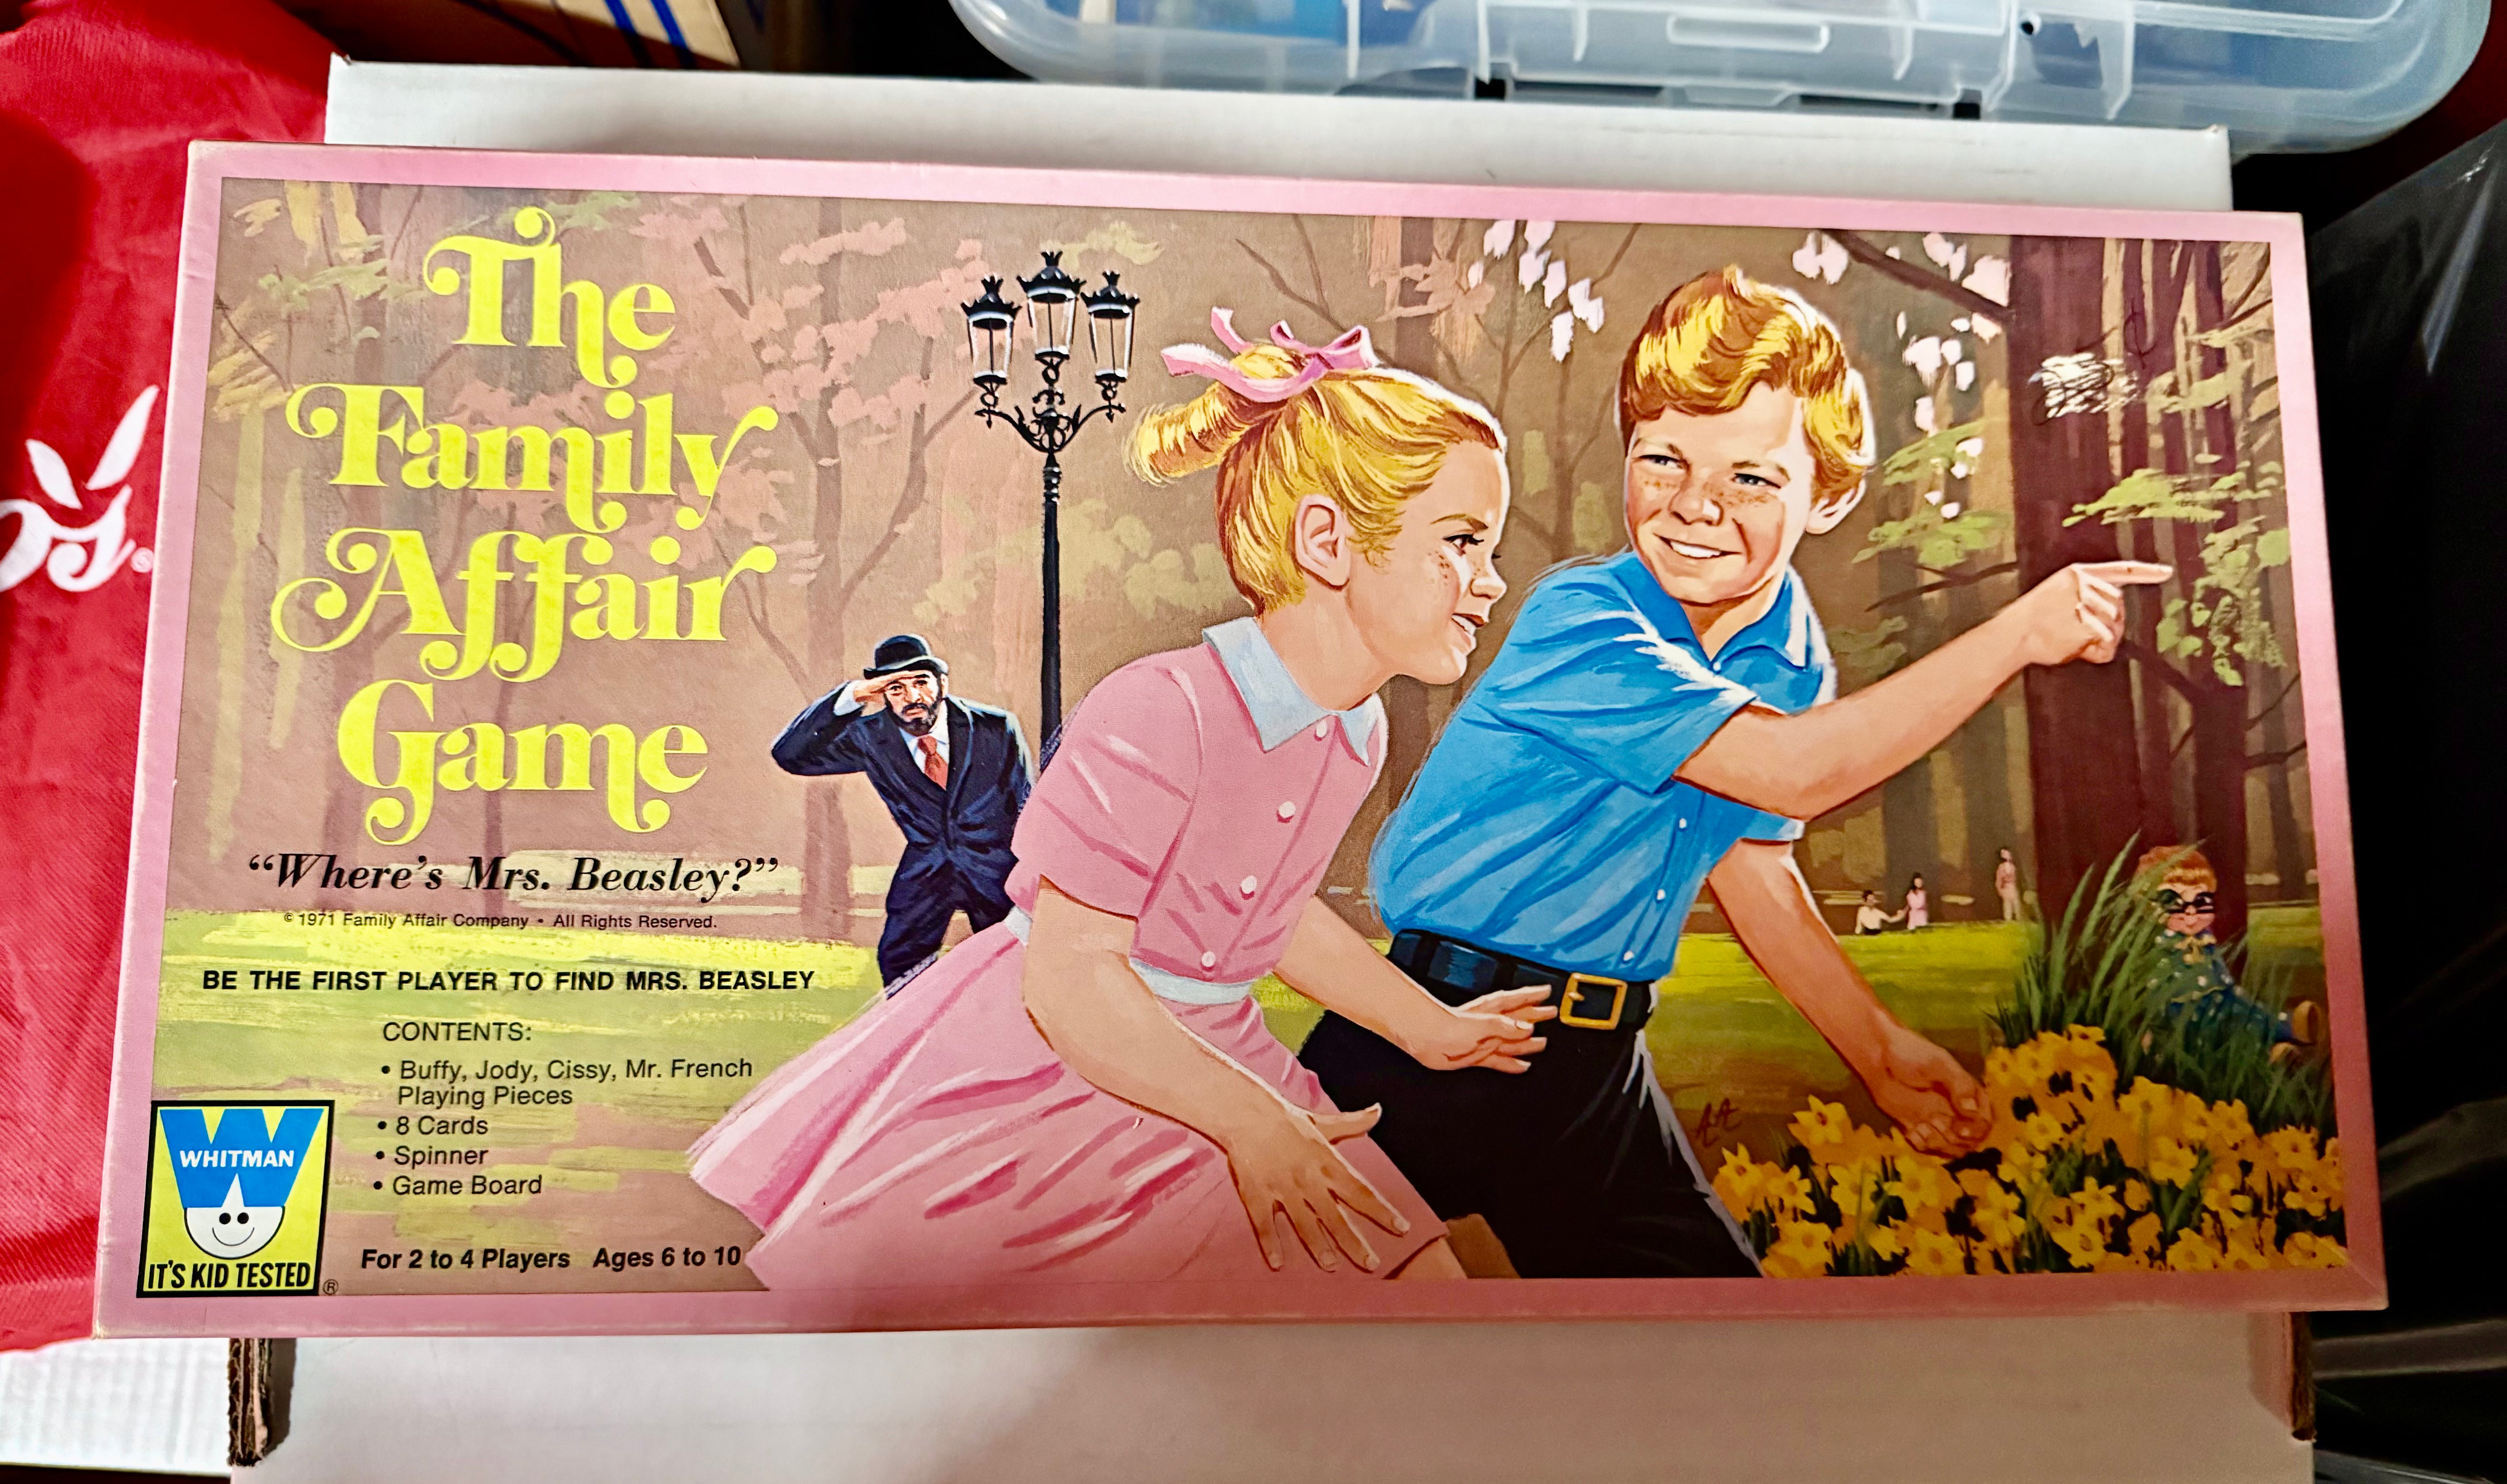 The
Family
Affair
Game
“Where's Mrs. Beasley?”
© 1971 Family Affair Company • All Rights Reserved.
BE THE FIRST PLAYER TO FIND MRS. BEASLEY
CONTENTS:
• Buffy, Jody, Cissy, Mr. French
Playing Pieces
• 8 Cards
• Spinner
• Game Board
WHITMAN
IT'S KID TESTED ®
For 2 to 4 Players Ages 6 to 10